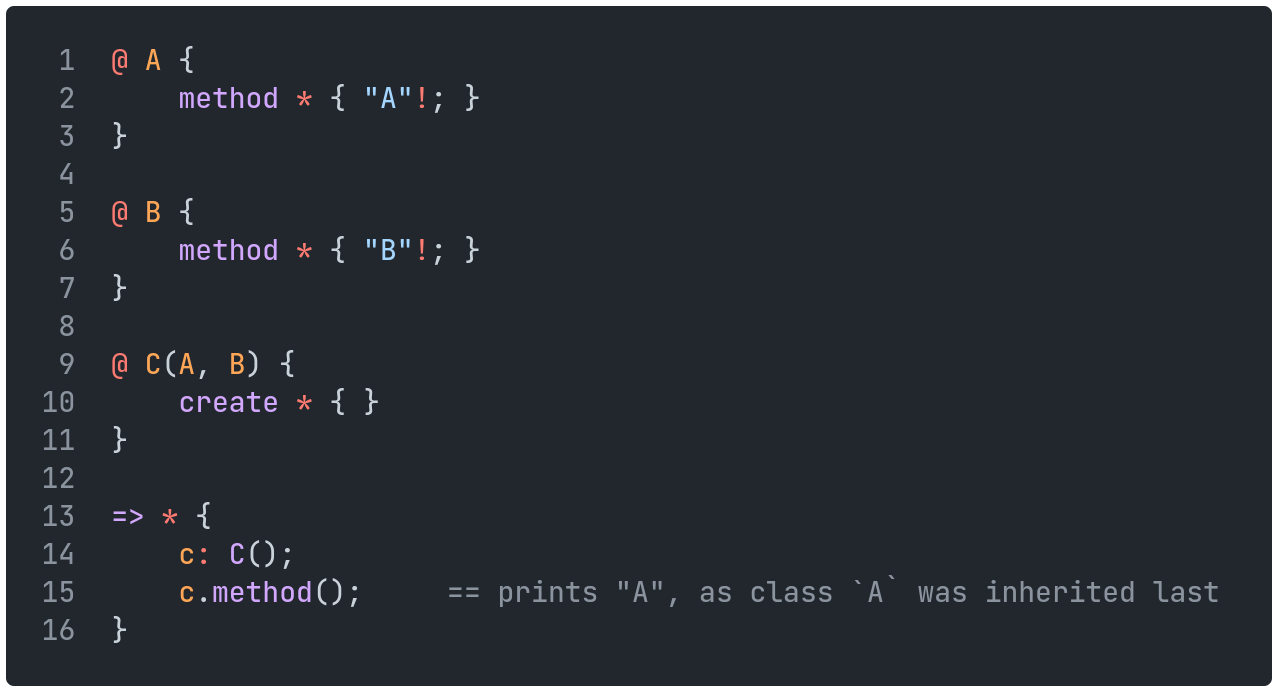 1 @ A {
2     method * { "A"!; }
3 }
4
5 @ B {
6     method * { "B"!; }
7 }
8
9 @ C(A, B) {
10     create * { }
11 }
12
13 => * {
14     c: C();
15     c.method();     == prints "A", as class `A` was inherited last
16 }